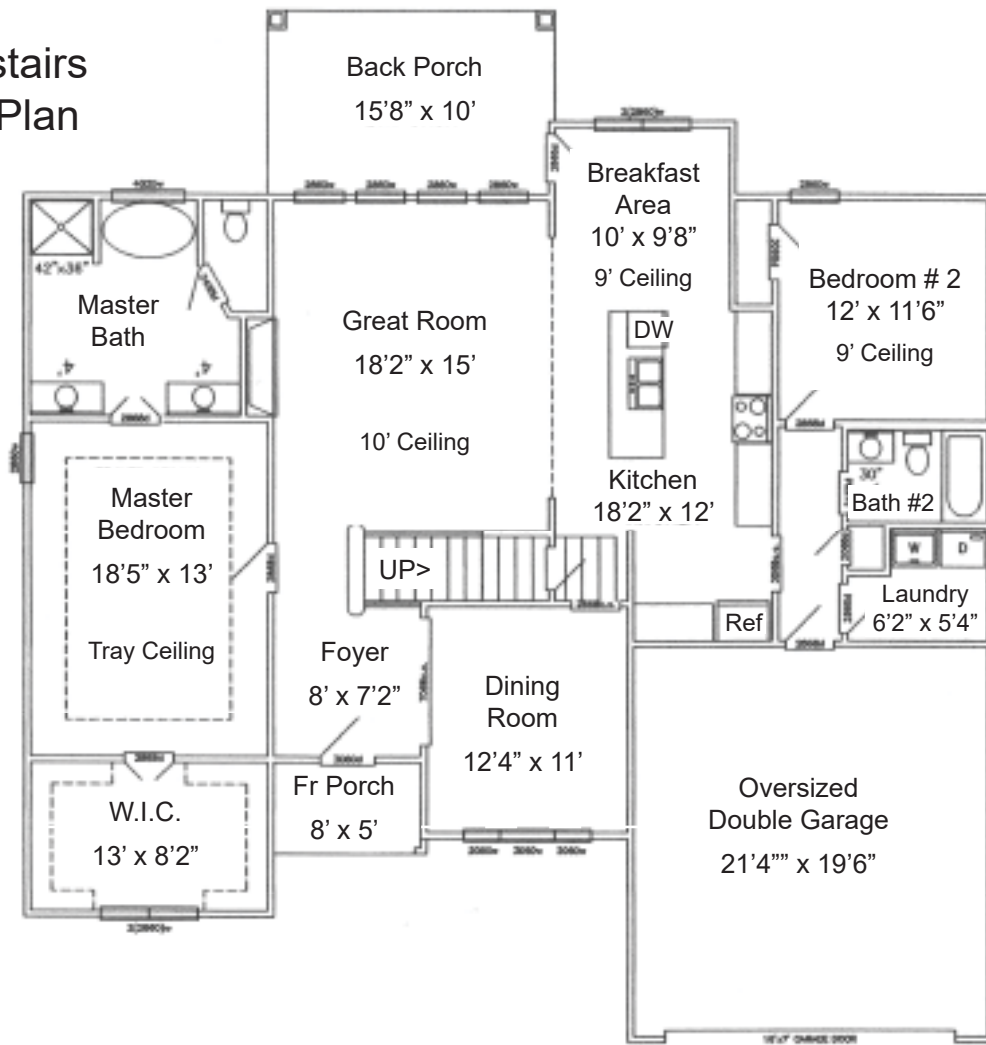 stairs
Plan
Back Porch
15'8” x 10'
Breakfast
Area
10' x 9'8”
9' Ceiling
42"x36"
Master
Bath
4'
4'
Great Room
18'2” x 15'
10' Ceiling
DW
Bedroom # 2
12' x 11'6”
9' Ceiling
Kitchen
18'2” x 12'
30"
Bath #2
W
D
Laundry
6'2” x 5'4”
Master
Bedroom
18'5” x 13'
Tray Ceiling
UP>
Ref
Foyer
8' x 7'2”
Dining
Room
12'4” x 11'
Fr Porch
8' x 5'
W.I.C.
13' x 8'2”
Oversized
Double Garage
21'4”” x 19'6”
GARAGE DOOR